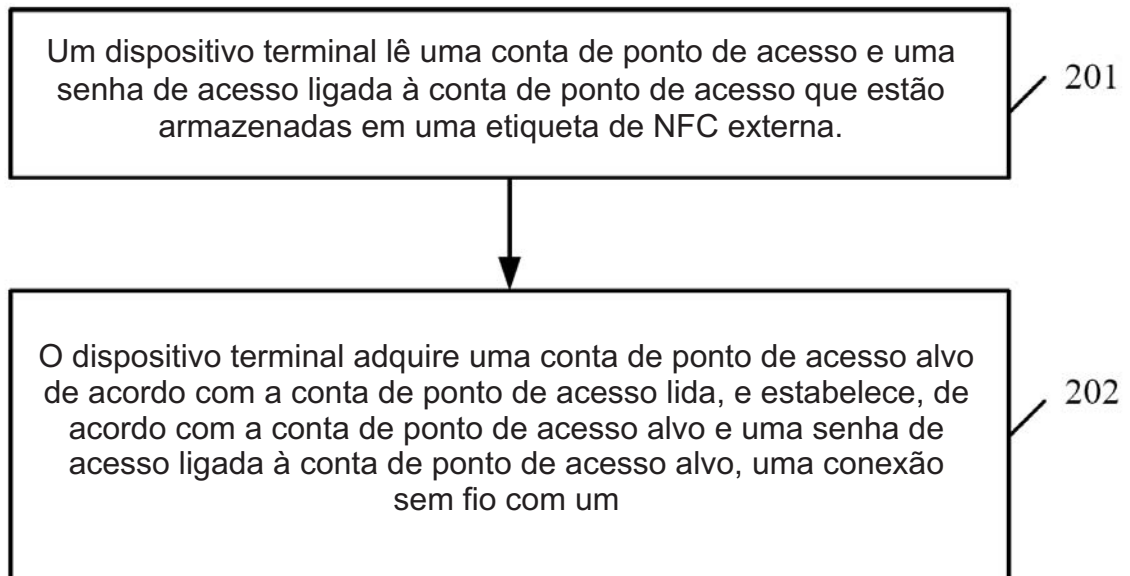 Um dispositivo terminal lê uma conta de ponto de acesso e uma
senha de acesso ligada à conta de ponto de acesso que estão
armazenadas em uma etiqueta de NFC externa.
201
O dispositivo terminal adquire uma conta de ponto de acesso alvo
de acordo com a conta de ponto de acesso lida, e estabelece, de
acordo com a conta de ponto de acesso alvo e uma senha de
acesso ligada à conta de ponto de acesso alvo, uma conexão
sem fio com um
202